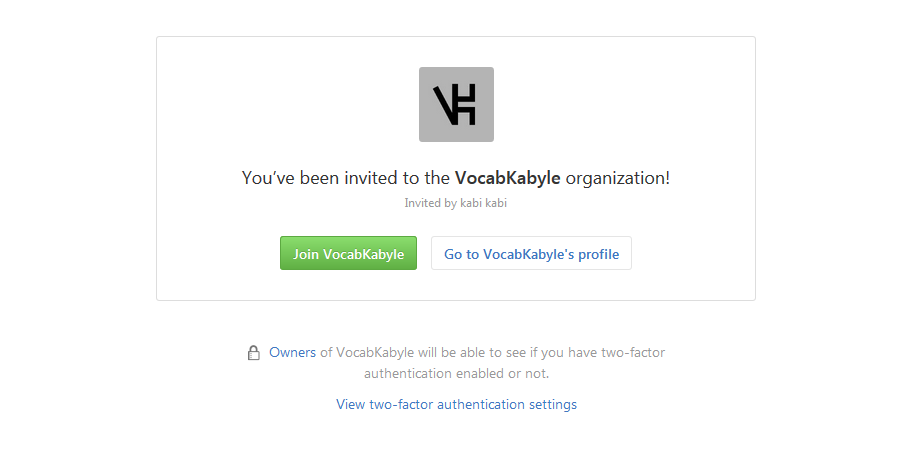 You’ve been invited to the VocabKabyle organization!
Invited by kabi kabi
Join VocabKabyle
Go to VocabKabyle's profile
Owners of VocabKabyle will be able to see if you have two-factor
authentication enabled or not.
View two-factor authentication settings